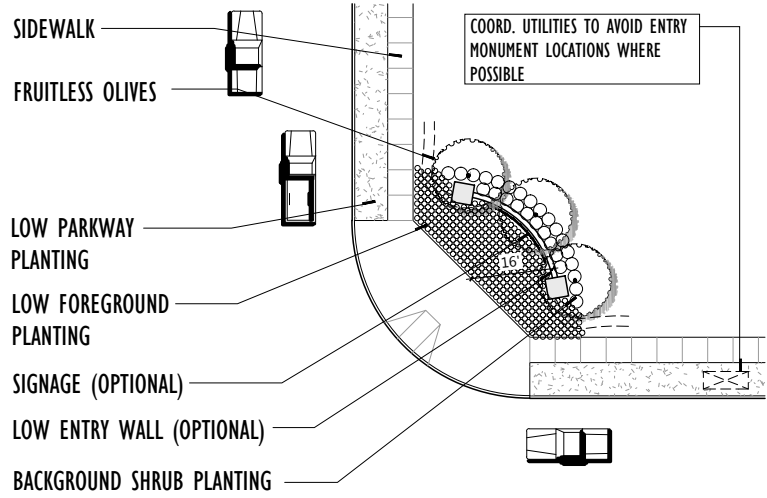 SIDEWALK
FRUITLESS OLIVES
COORD. UTILITIES TO AVOID ENTRY
MONUMENT LOCATIONS WHERE
POSSIBLE
LOW PARKWAY
PLANTING
LOW FOREGROUND
PLANTING
16'
SIGNAGE (OPTIONAL)
LOW ENTRY WALL (OPTIONAL)
BACKGROUND SHRUB PLANTING